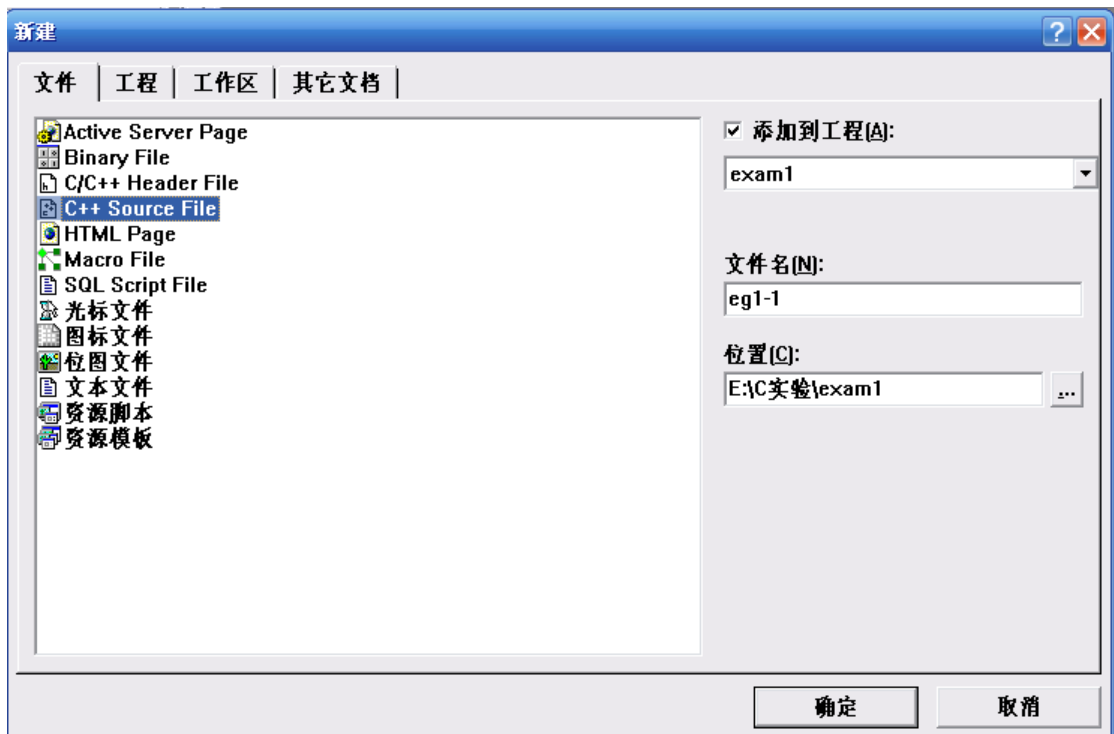 新建
文件 工程 工作区 其它文档
Active Server Page
Binary File
C/C++ Header File
C++ Source File
HTML Page
Macro File
SQL Script File
光标文件
图标文件
位图文件
文本文件
资源脚本
资源模板
添加到工程(A):
exam1
文件名(N):
eg1-1
位置(C):
E:\C实验\exam1
...
确定 取消